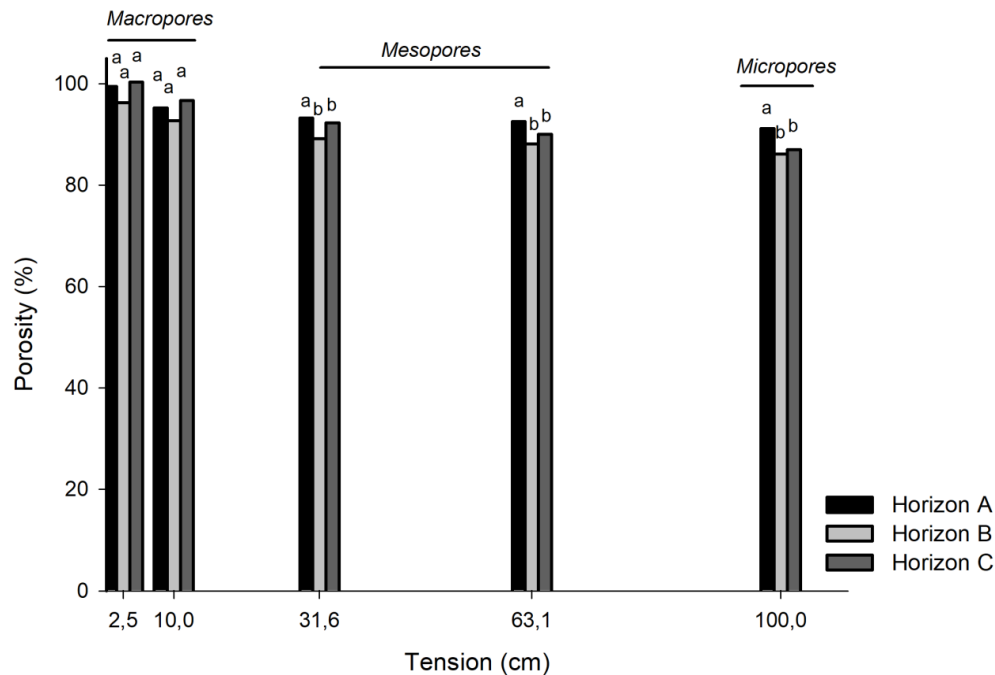 Macropores
Mesopores
Micropores
a a a a a a
a b b
a b b
a b b
Porosity (%)
100
80
60
40
20
0
2,5 10,0 31,6 63,1 100,0
Tension (cm)
Horizon A
Horizon B
Horizon C